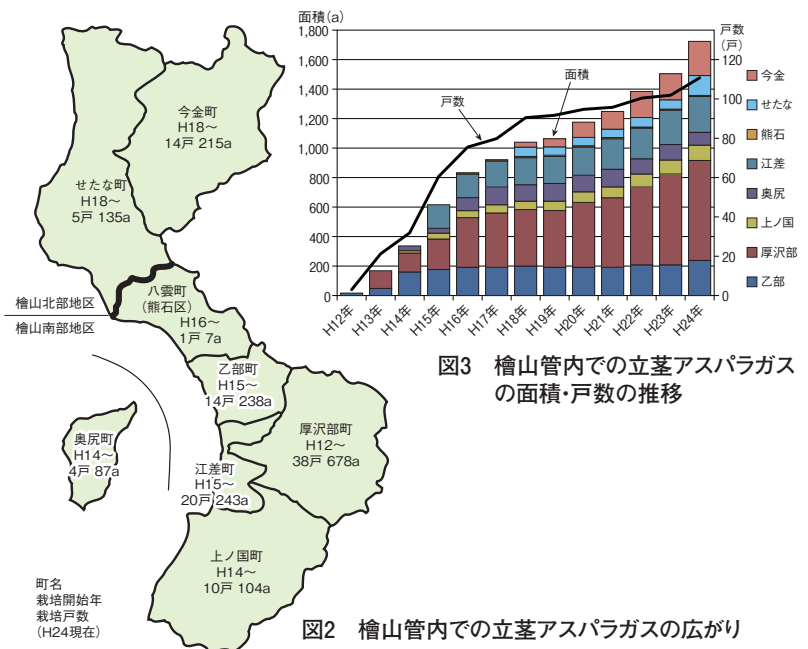 今金町
H18～
14戸 215a
せたな町
H18～
5戸 135a
八雲町
(熊石区)
H16～
1戸 7a
檜山北部地区
檜山南部地区
乙部町
H15～
14戸 238a
厚沢部町
H12～
38戸 678a
奥尻町
H14～
4戸 87a
江差町
H15～
20戸 243a
上ノ国町
H14～
10戸 104a
町名
栽培開始年
栽培戸数
(H24現在)
図2 檜山管内での立茎アスパラガスの広がり
面積(a)
1,800
1,600
1,400
1,200
1,000
800
600
400
200
0
戸数
(戸)
120
100
80
60
40
20
0
戸数
面積
H12年
H13年
H14年
H15年
H16年
H17年
H18年
H19年
H20年
H21年
H22年
H23年
H24年
今金
せたな
熊石
江差
奥尻
上ノ国
厚沢部
乙部
図3 檜山管内での立茎アスパラガス
の面積・戸数の推移